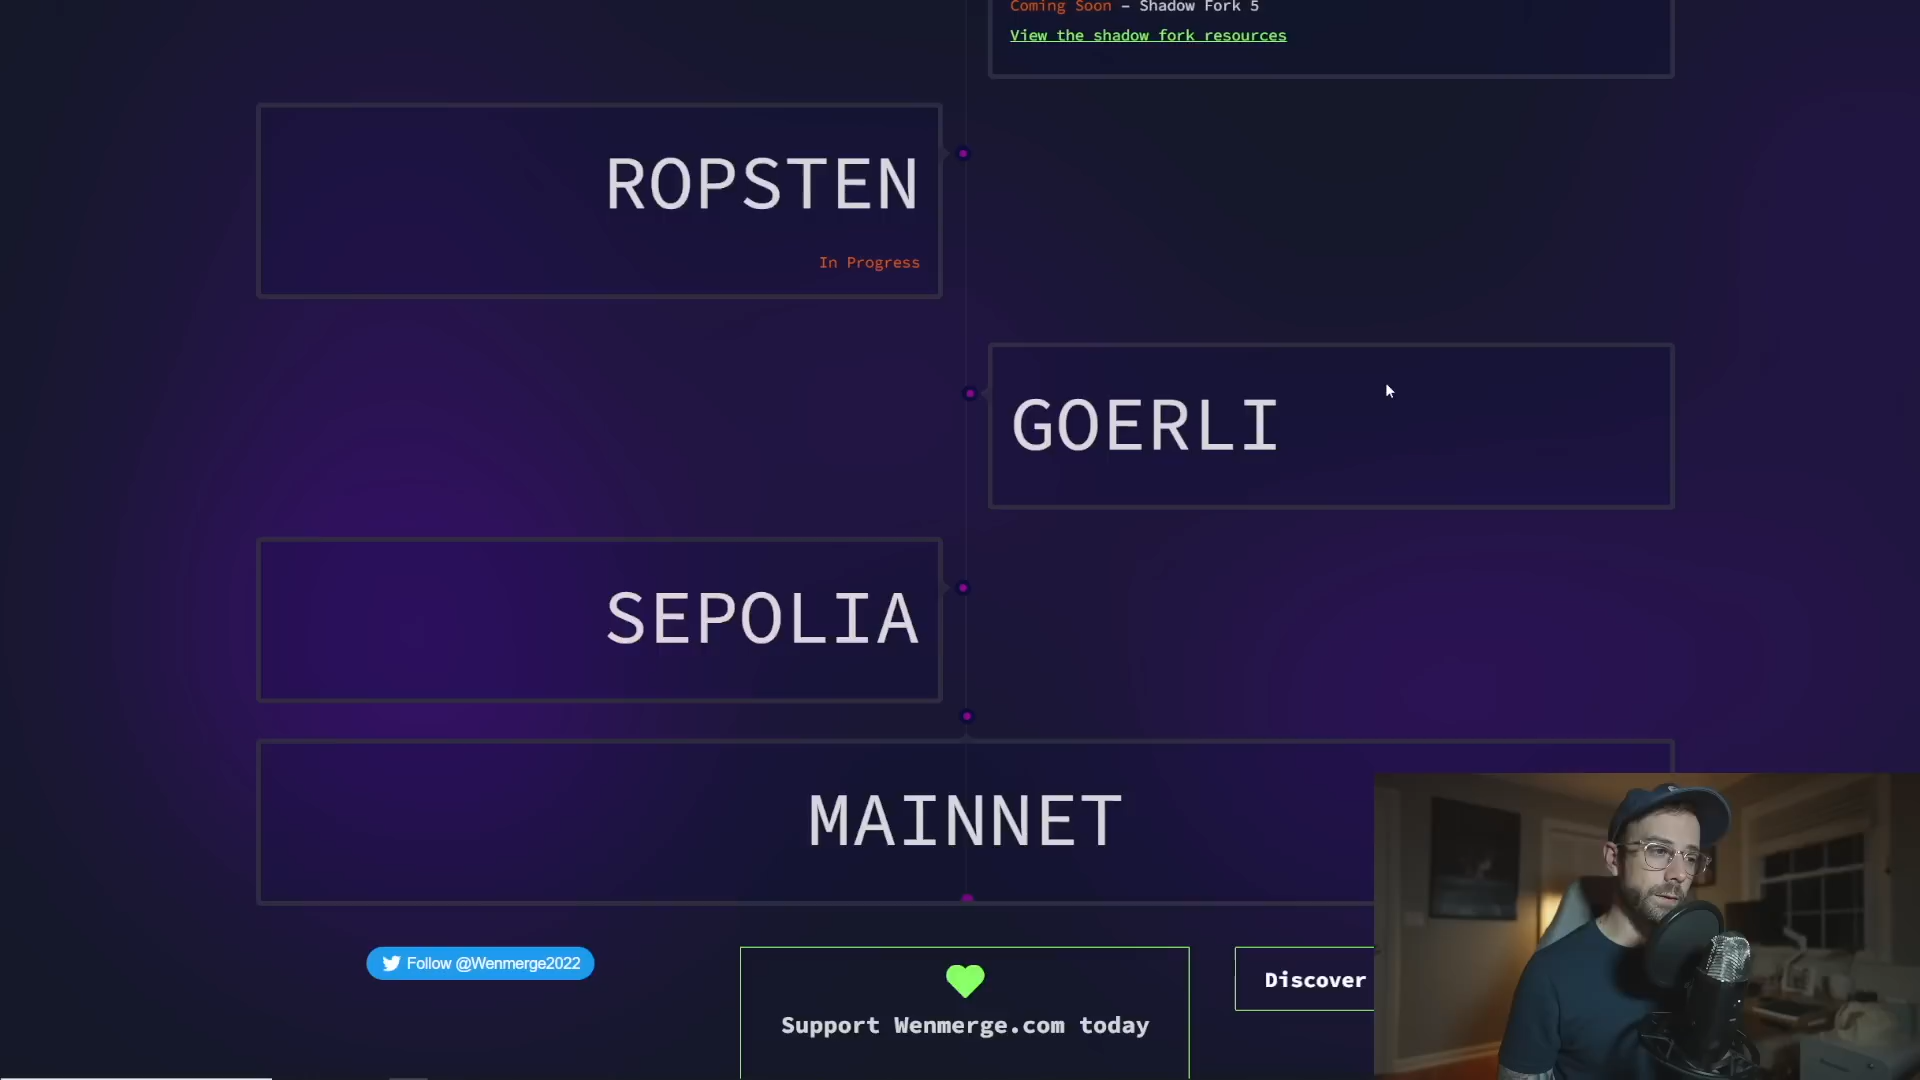 Coming Soon – Shadow Fork 5
View the shadow fork resources
ROPSTEN
In Progress
GOERLI
SEPOLIA
MAINNET
Follow @Wenmerge2022
Support Wenmerge.com today
Discover